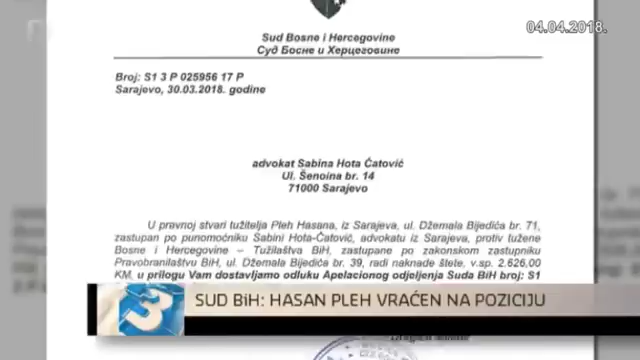 04.04.2018.
Sud Bosne i Hercegovine
Суд Босне и Херцеговине
Broj: S1 3 P 025956 17 P
Sarajevo, 30.03.2018. godine
advokat Sabina Hota Ćatović
Ul. Šenoina br. 14
71000 Sarajevo
U pravnoj stvari tužitelja Pleh Hasana, iz Sarajeva, ul. Džemala Bijedića br. 71,
zastupan po punomoćniku Sabini Hota-Ćatović, advokatu iz Sarajeva, protiv tužene
Bosne i Hercegovine – Tužilaštva BiH, zastupane po zakonskom zastupniku
Pravobranilaštvu BiH, ul. Džemala Bijedića br. 39, radi naknade štete, v.sp. 2.626,00
KM, u prilogu Vam dostavljamo odluku Apelacionog odjeljenja Suda BiH broj: S1
3
SUD BiH: HASAN PLEH VRAĆEN NA POZICIJU